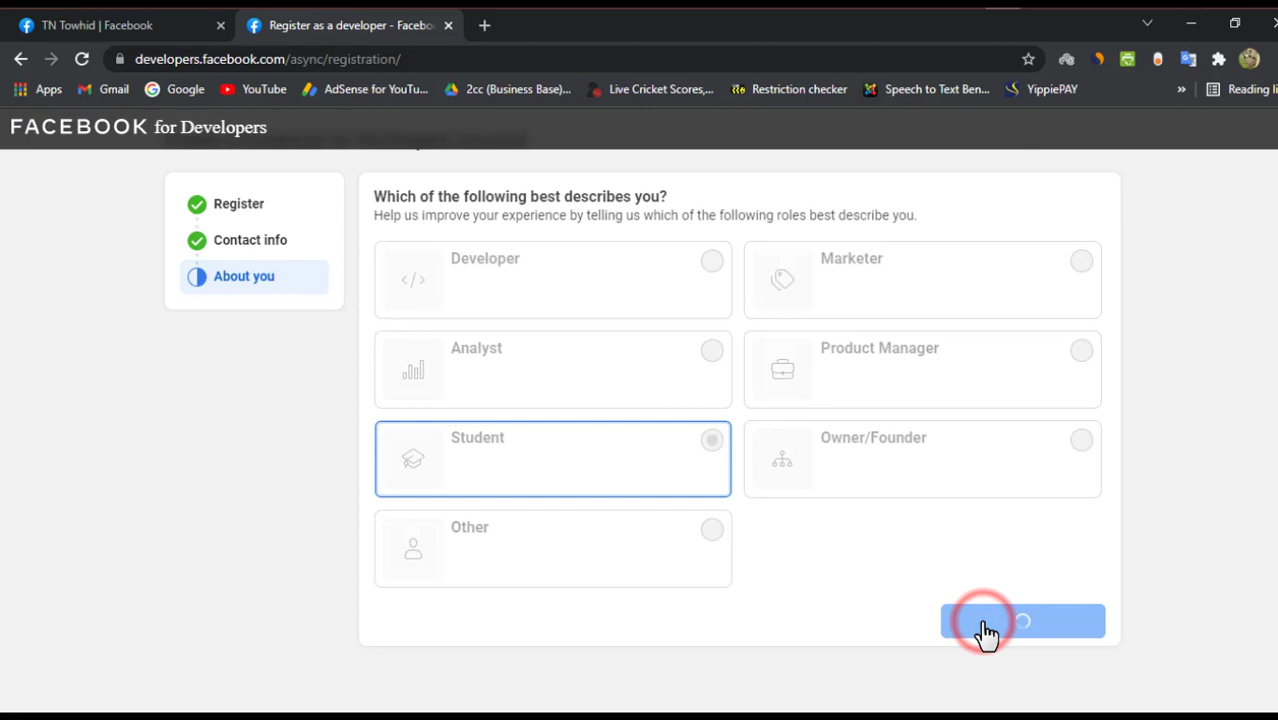 TN Towhid | Facebook
Register as a developer - Facebo
developers.facebook.com/async/registration/
Apps
Gmail
Google
YouTube
AdSense for YouTu...
2cc (Business Base)...
Live Cricket Scores,...
Restriction checker
Speech to Text Ben...
YippiePAY
»
Reading li
FACEBOOK for Developers
Register
Contact info
About you
Which of the following best describes you?
Help us improve your experience by telling us which of the following roles best describe you.
Developer
Marketer
Analyst
Product Manager
Student
Owner/Founder
Other